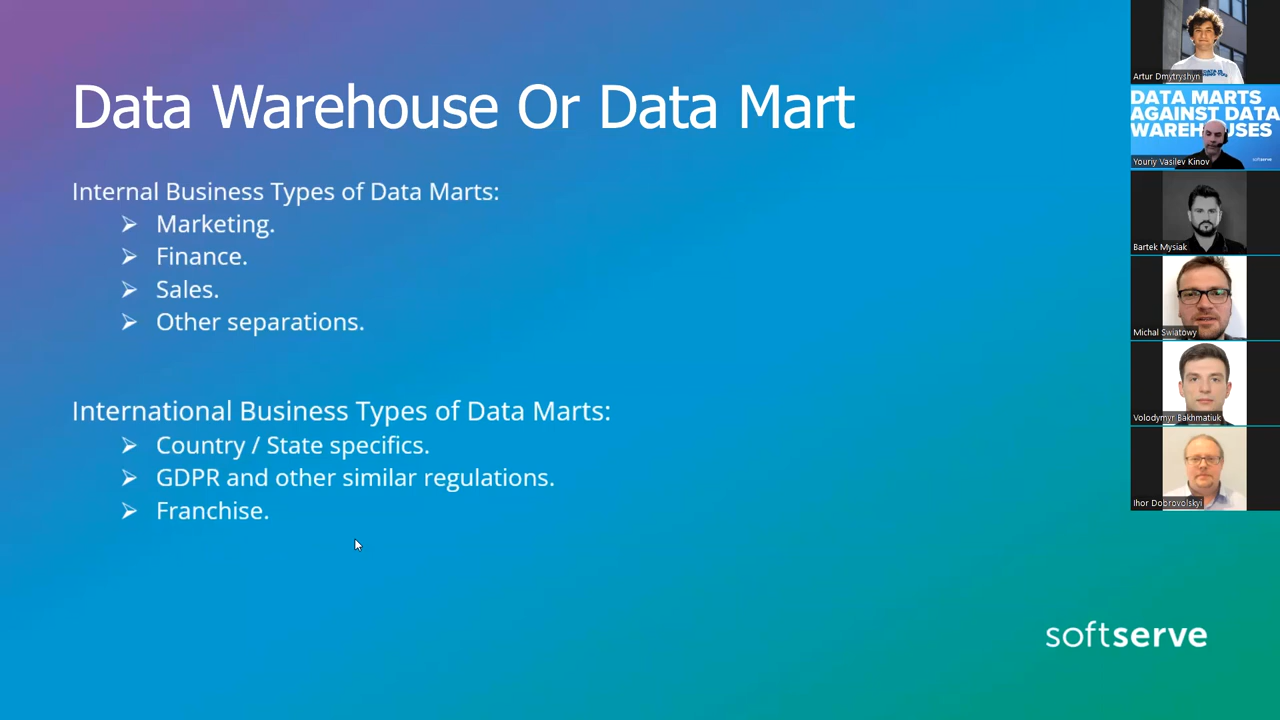 Data Warehouse Or Data Mart
Internal Business Types of Data Marts:
➢ Marketing.
➢ Finance.
➢ Sales.
➢ Other separations.
International Business Types of Data Marts:
➢ Country / State specifics.
➢ GDPR and other similar regulations.
➢ Franchise.
softserve
Artur Dmytryshyn
DATA MARTS
AGAINST DATA
WAREHOUSES
softserve
Youriy Vasilev Kinov
Bartek Mysiak
Michal Swiatowy
Volodymyr Bakhmatiuk
Ihor Dobrovolskyi